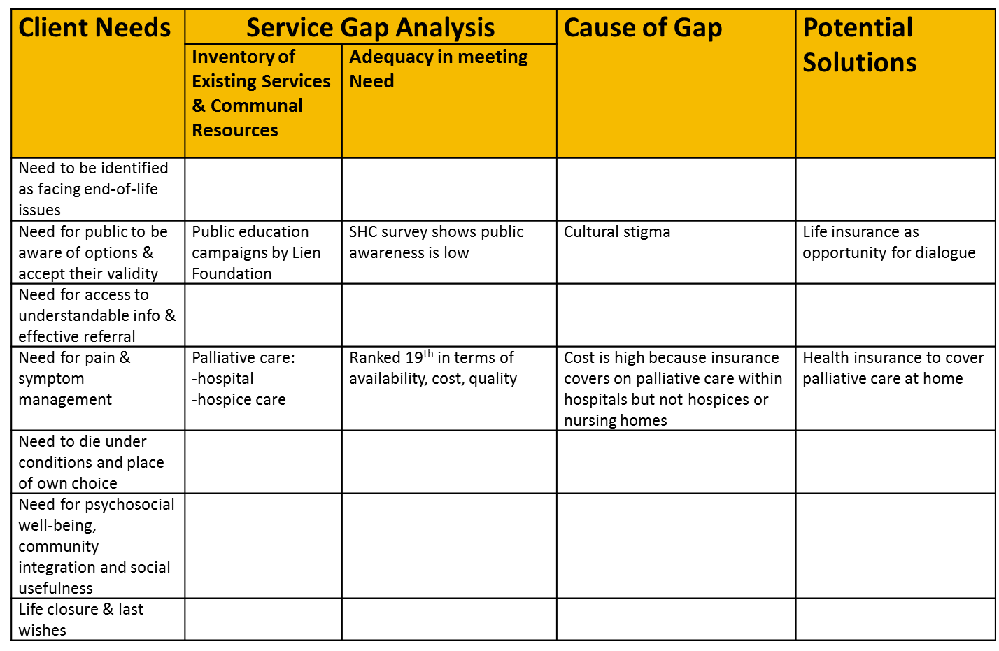 Client Needs
Service Gap Analysis
Cause of Gap
Potential
Solutions
Inventory of
Existing Services
& Communal
Resources
Adequacy in meeting
Need
Need to be identified
as facing end-of-life
issues
Need for public to be
aware of options &
accept their validity
Public education
campaigns by Lien
Foundation
SHC survey shows public
awareness is low
Cultural stigma
Life insurance as
opportunity for dialogue
Need for access to
understandable info &
effective referral
Need for pain &
symptom
management
Palliative care:
-hospital
-hospice care
Ranked 19th in terms of
availability, cost, quality
Cost is high because insurance
covers on palliative care within
hospitals but not hospices or
nursing homes
Health insurance to cover
palliative care at home
Need to die under
conditions and place
of own choice
Need for psychosocial
well-being,
community
integration and social
usefulness
Life closure & last
wishes